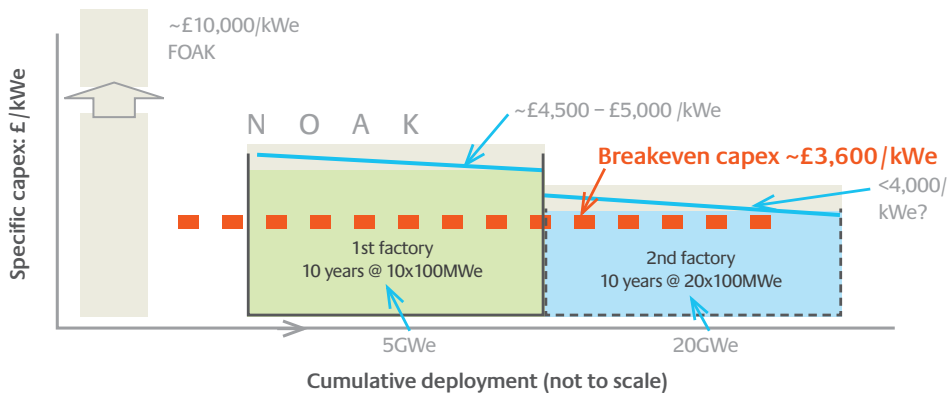 ~£10,000/kWe
FOAK
Specific capex: £/kWe
N O A K
~£4,500 – £5,000 /kWe
Breakeven capex ~£3,600/kWe
<4,000/
kWe?
1st factory
10 years @ 10x100MWe
2nd factory
10 years @ 20x100MWe
5GWe
20GWe
Cumulative deployment (not to scale)